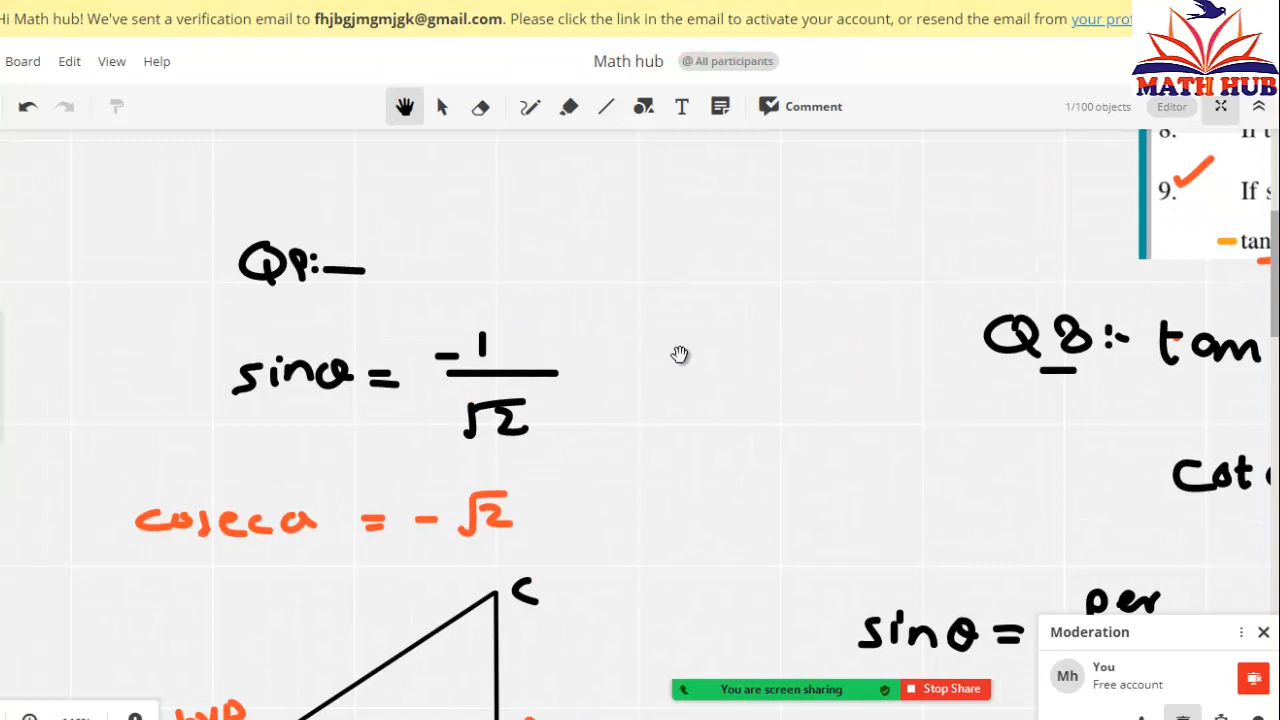 Hi Math hub! We've sent a verification email to fhjbgjmgmjgk@gmail.com. Please click the link in the email to activate your account, or resend the email from your pro
MATH HUB
Board Edit View Help
Math hub @ All participants
T Comment
1/100 objects Editor
8.
9. If s
tan
Q9:—
Q8:- tan
sinθ = -1/√2
cot
cosecθ = -√2
C
sinθ = per
hyp
Moderation
Mh You
Free account
You are screen sharing Stop Share